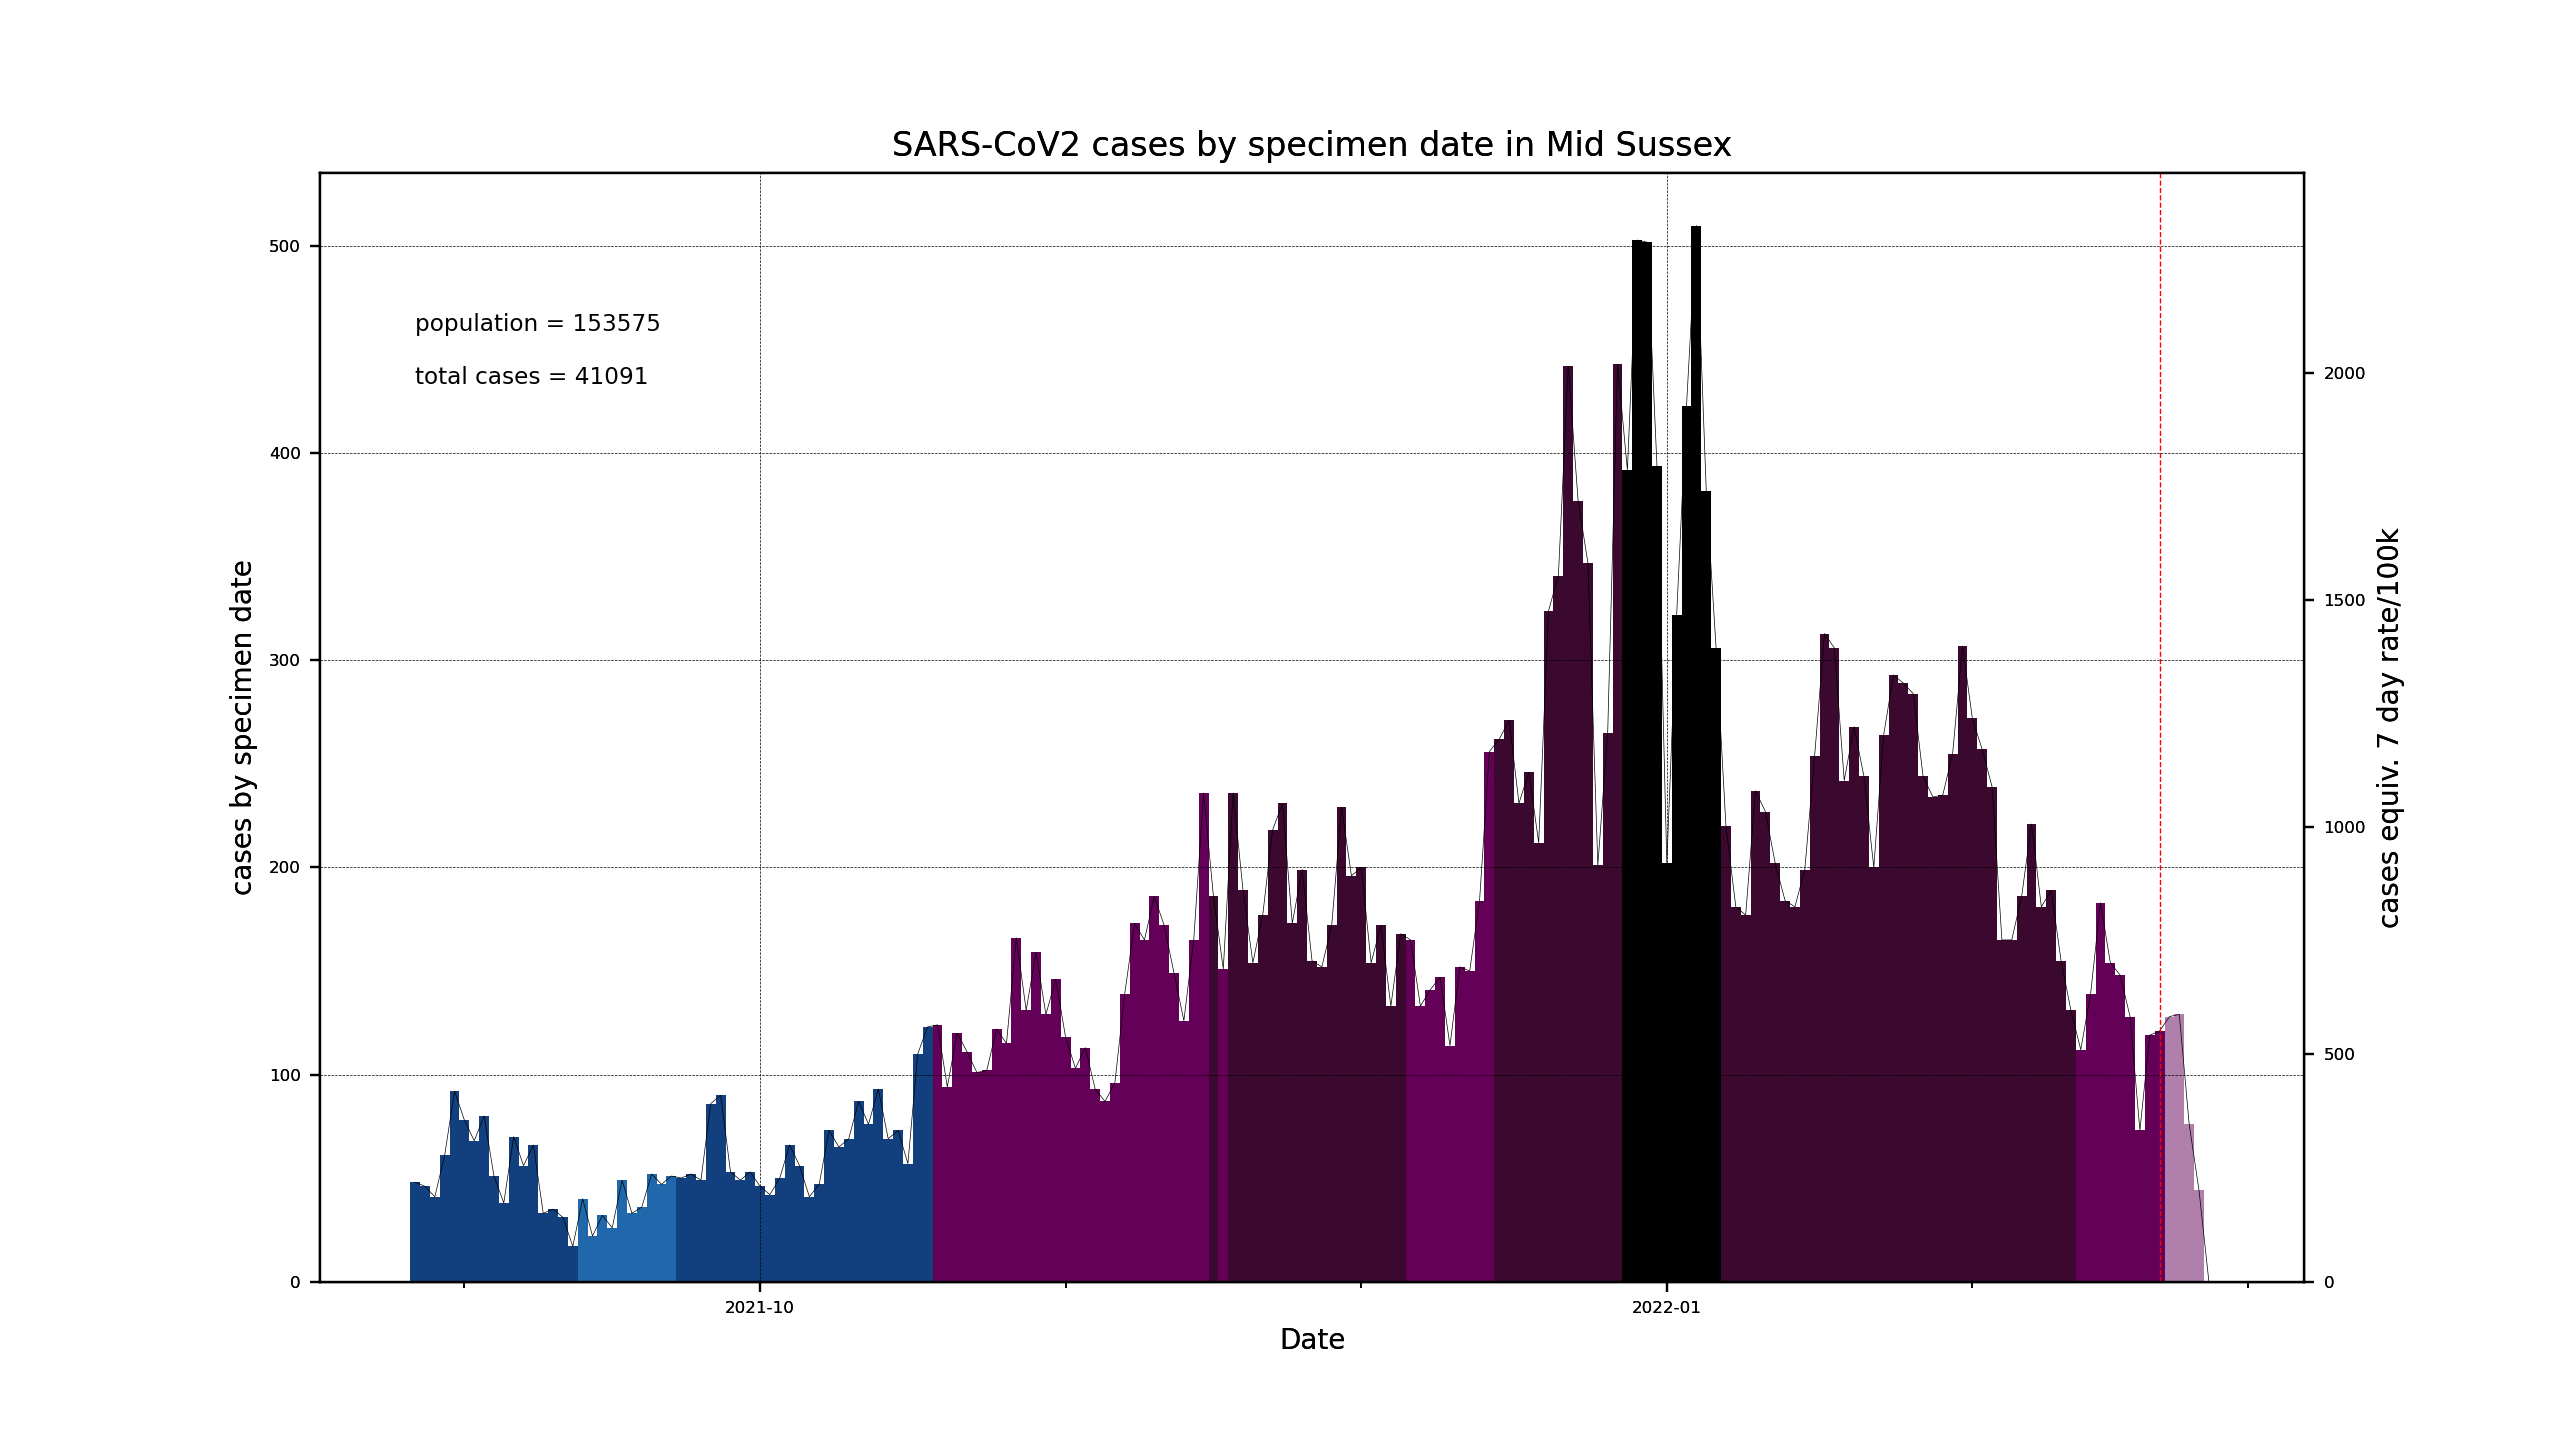 SARS-CoV2 cases by specimen date in Mid Sussex
population = 153575
total cases = 41091
cases by specimen date
500
400
300
200
100
0
2000
1500
1000
500
0
cases equiv. 7 day rate/100k
2021-10
2022-01
Date